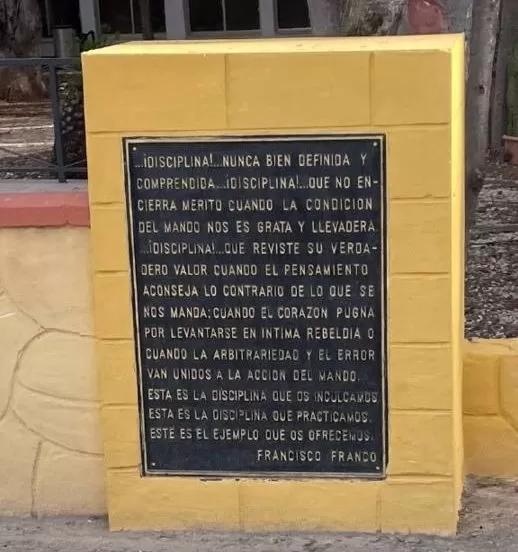 ...¡DISCIPLINA!...NUNCA BIEN DEFINIDA Y
COMPRENDIDA...¡DISCIPLINA!...QUE NO EN-
CIERRA MERITO CUANDO LA CONDICION
DEL MANDO NOS ES GRATA Y LLEVADERA.
...¡DISCIPLINA!...QUE REVISTE SU VERDA-
DERO VALOR CUANDO EL PENSAMIENTO
ACONSEJA LO CONTRARIO DE LO QUE SE
NOS MANDA; CUANDO EL CORAZON PUGNA
POR LEVANTARSE EN INTIMA REBELDIA O
CUANDO LA ARBITRARIEDAD Y EL ERROR
VAN UNIDOS A LA ACCION DEL MANDO.
ESTA ES LA DISCIPLINA QUE OS INCULCAMOS
ESTA ES LA DISCIPLINA QUE PRACTICAMOS.
ESTE ES EL EJEMPLO QUE OS OFRECEMOS.
FRANCISCO FRANCO